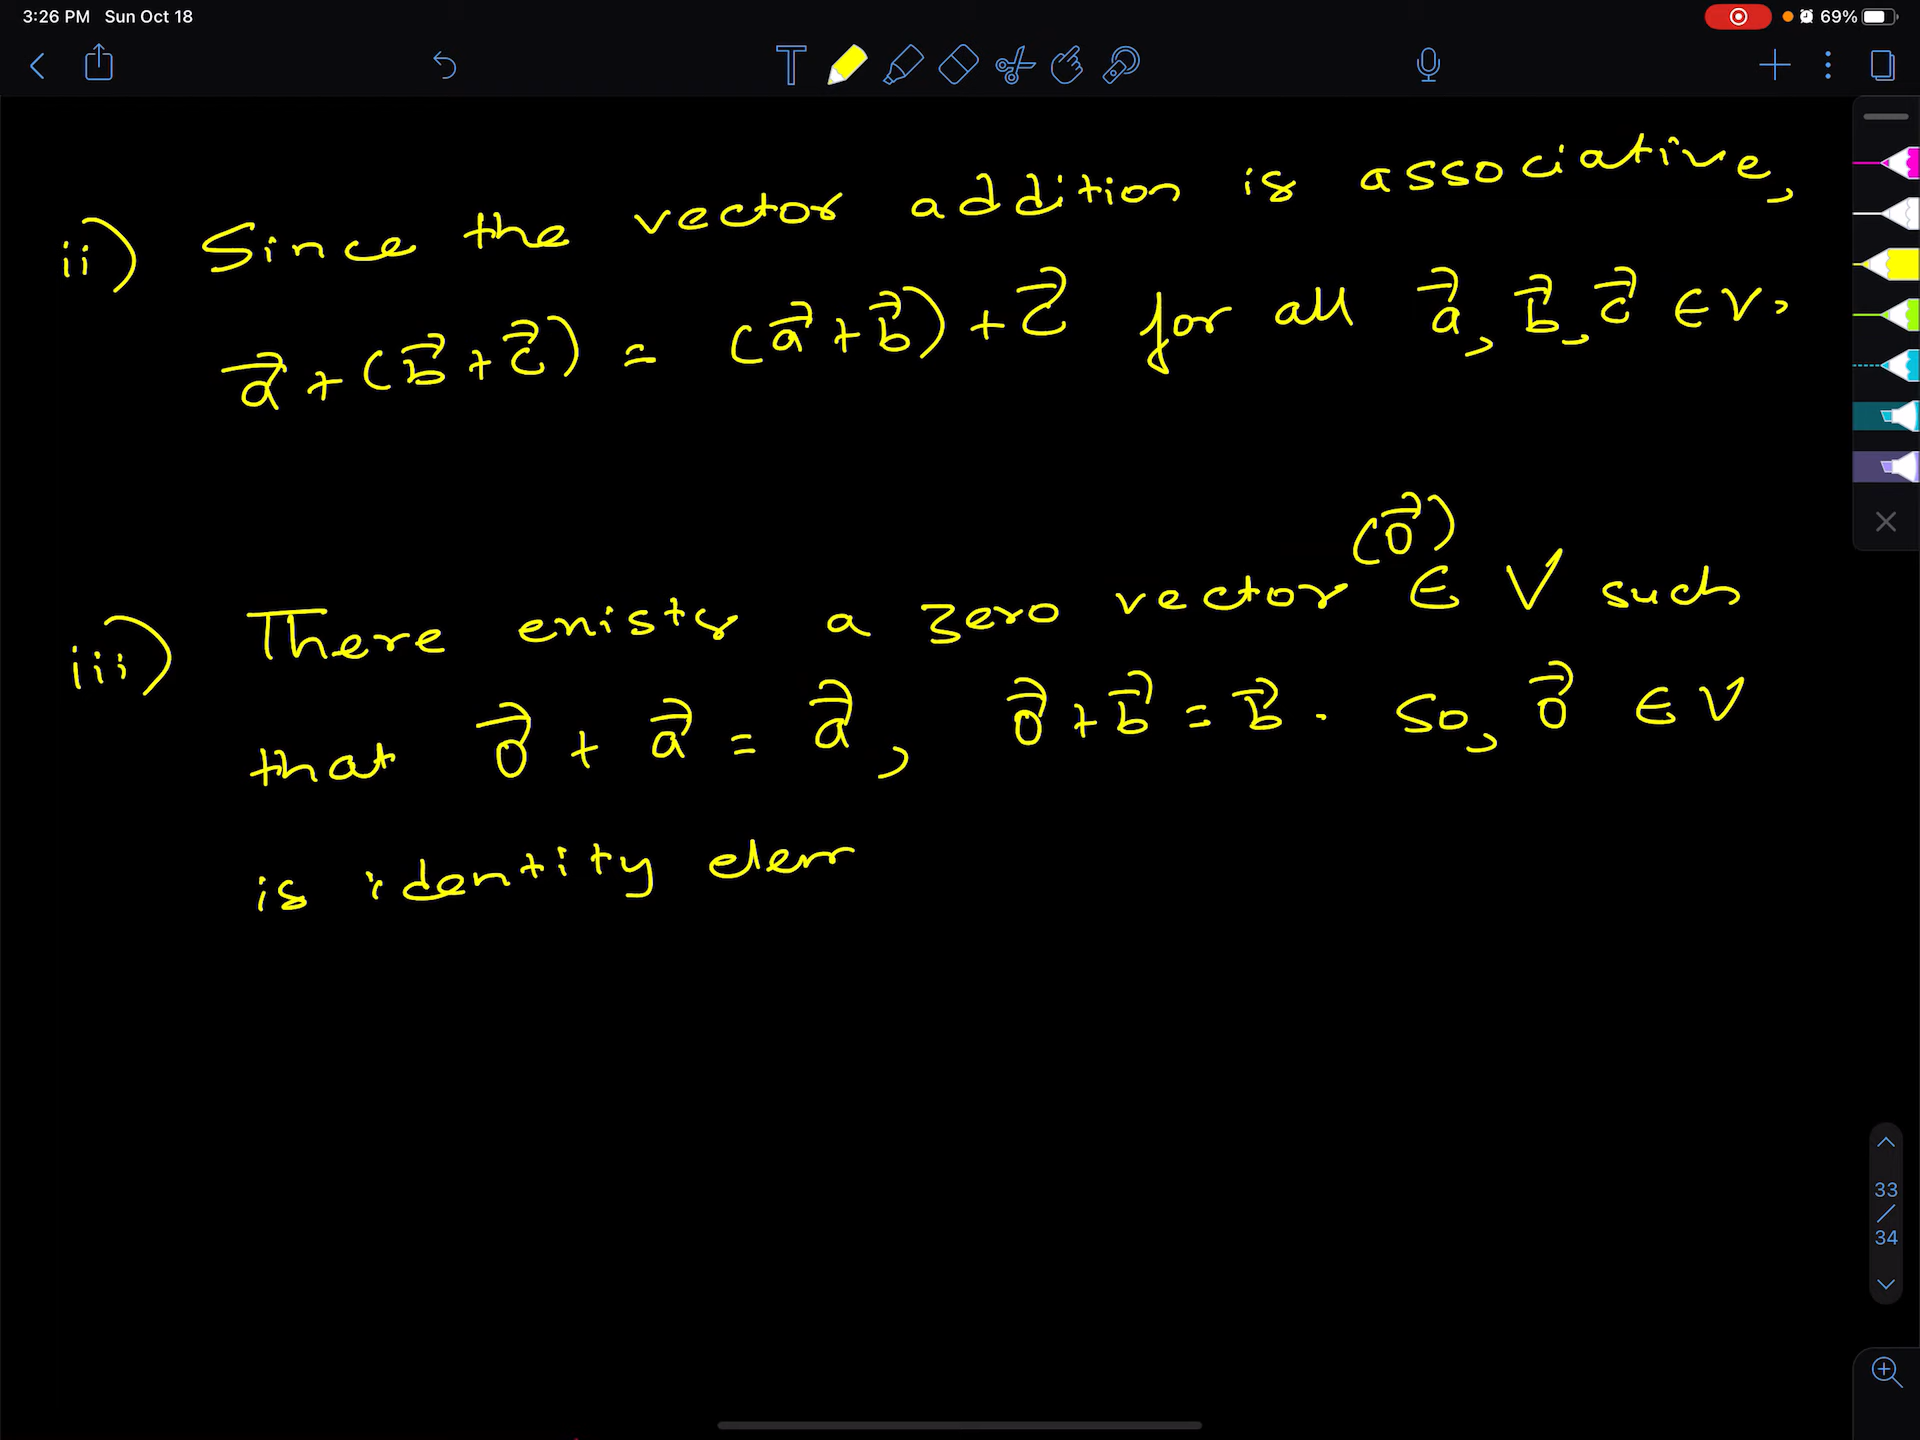 3:26 PM Sun Oct 18
69%
ii) Since the vector addition is associative,
a⃗ + (b⃗ + c⃗) = (a⃗ + b⃗) + c⃗ for all a⃗, b⃗, c⃗ ∈ V.
(0⃗)
iii) There exists a zero vector ∈ V such
that 0⃗ + a⃗ = a⃗, 0⃗ + b⃗ = b⃗. So, 0⃗ ∈ V
is identity elem
33
/
34